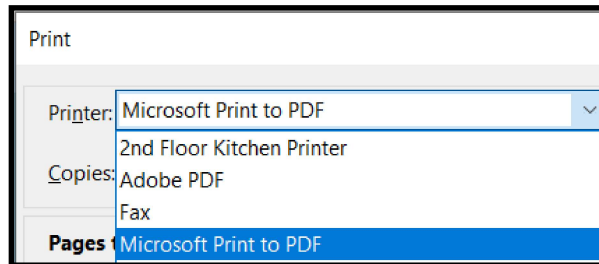 Print
Printer: Microsoft Print to PDF
2nd Floor Kitchen Printer
Copies: Adobe PDF
Fax
Pages Microsoft Print to PDF